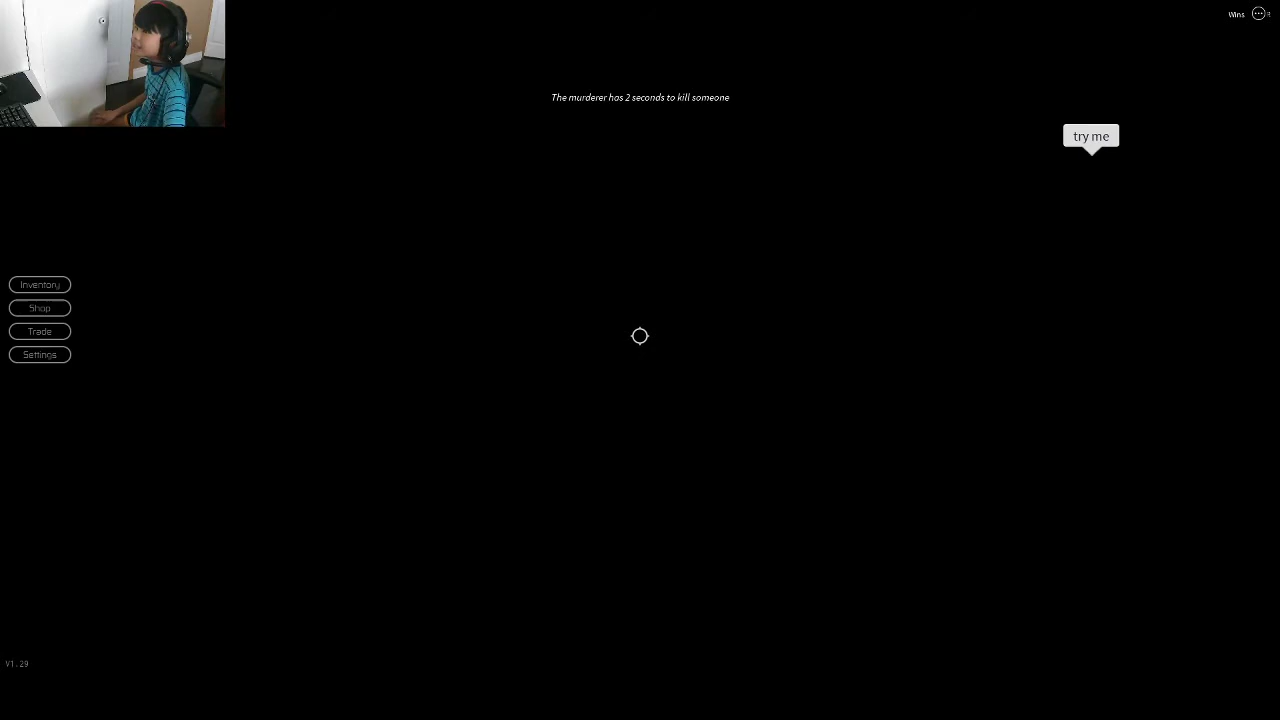 Wins
The murderer has 2 seconds to kill someone
try me
Inventory
Shop
Trade
Settings
V1.29